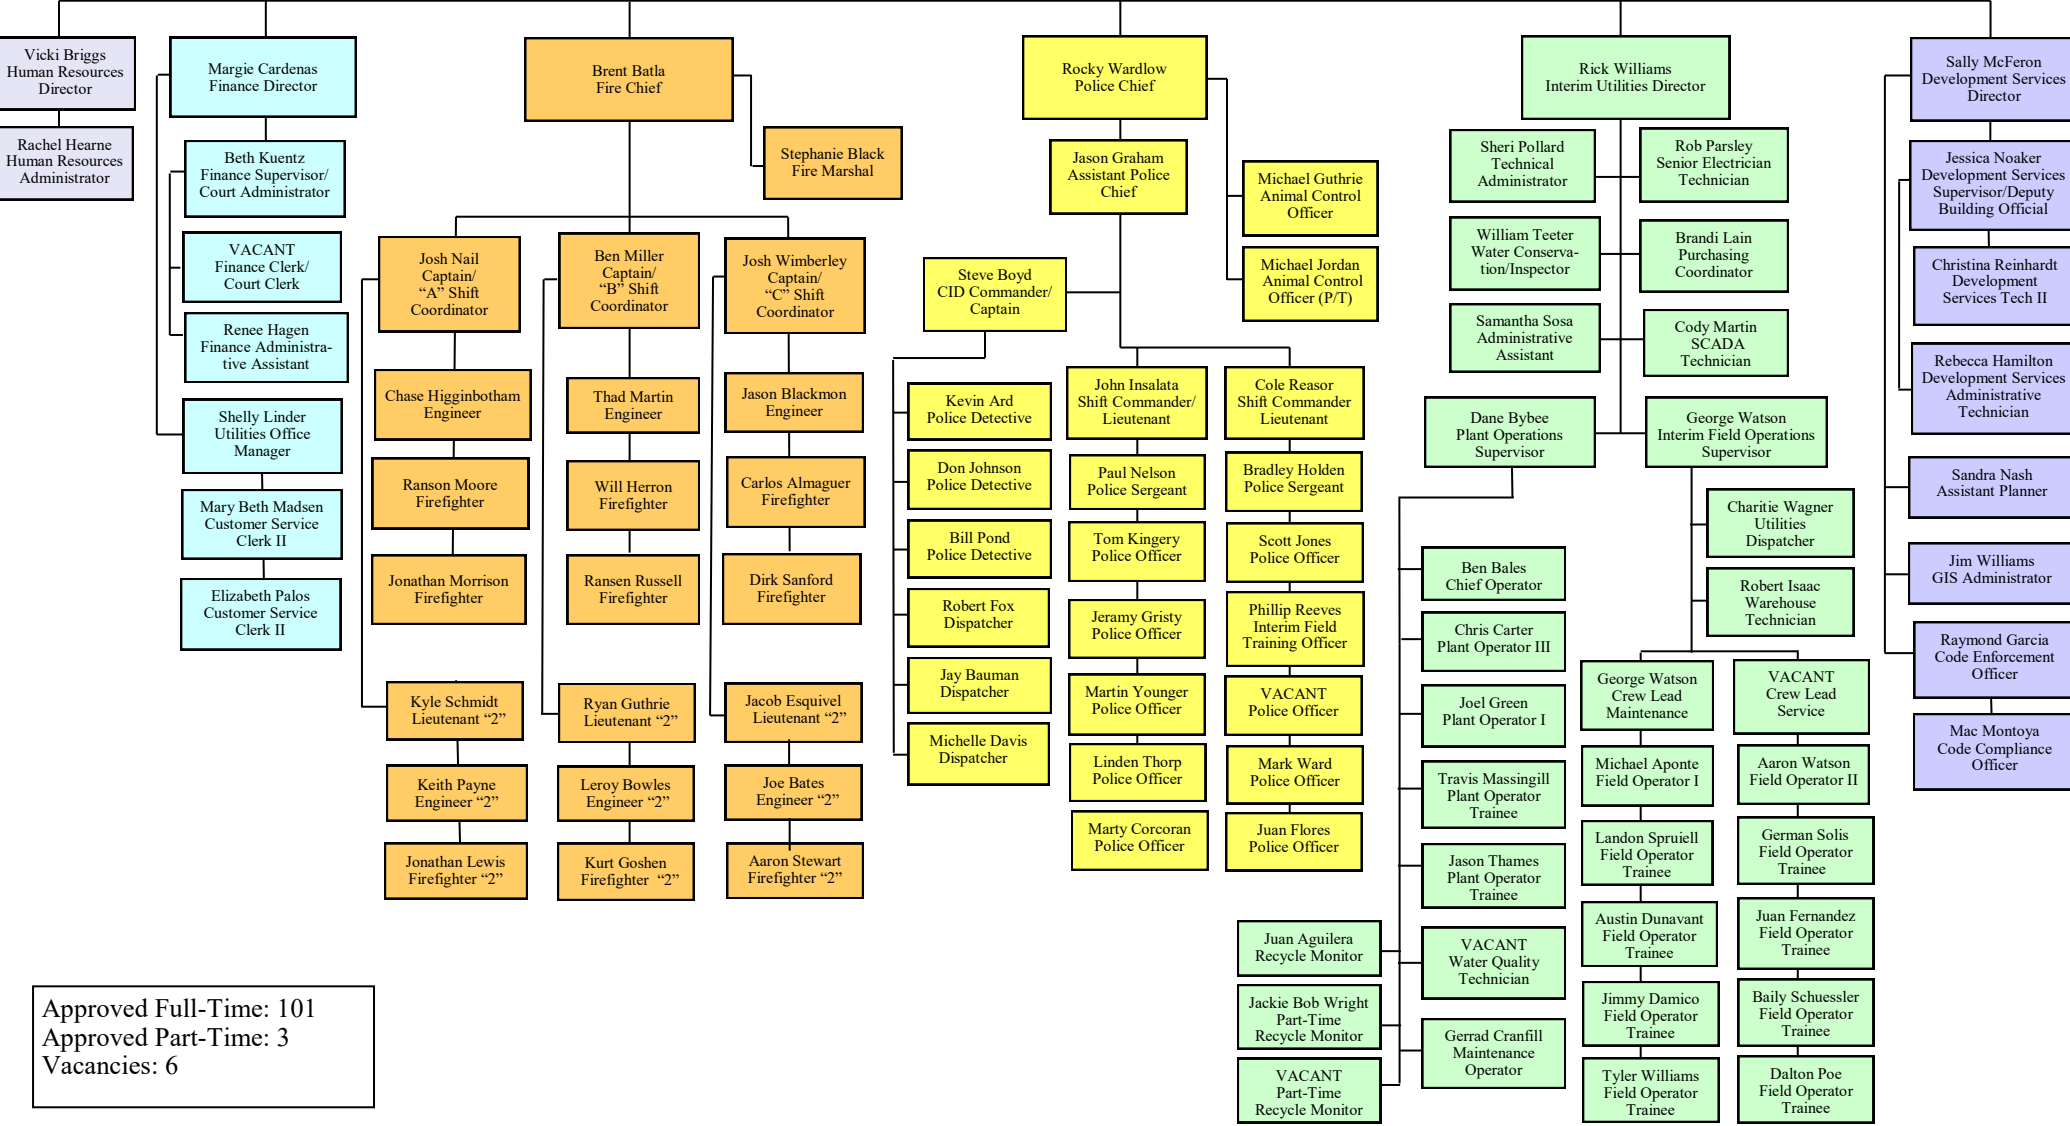 Vicki Briggs
Human Resources
Director
Rachel Hearne
Human Resources
Administrator
Margie Cardenas
Finance Director
Beth Kuentz
Finance Supervisor/
Court Administrator
VACANT
Finance Clerk/
Court Clerk
Renee Hagen
Finance Administra-
tive Assistant
Shelly Linder
Utilities Office
Manager
Mary Beth Madsen
Customer Service
Clerk II
Elizabeth Palos
Customer Service
Clerk II
Brent Batla
Fire Chief
Stephanie Black
Fire Marshal
Josh Nail
Captain/
“A” Shift
Coordinator
Chase Higginbotham
Engineer
Ranson Moore
Firefighter
Jonathan Morrison
Firefighter
Kyle Schmidt
Lieutenant “2”
Keith Payne
Engineer “2”
Jonathan Lewis
Firefighter “2”
Ben Miller
Captain/
“B” Shift
Coordinator
Thad Martin
Engineer
Will Herron
Firefighter
Ransen Russell
Firefighter
Ryan Guthrie
Lieutenant “2”
Leroy Bowles
Engineer “2”
Kurt Goshen
Firefighter “2”
Josh Wimberley
Captain/
“C” Shift
Coordinator
Jason Blackmon
Engineer
Carlos Almaguer
Firefighter
Dirk Sanford
Firefighter
Jacob Esquivel
Lieutenant “2”
Joe Bates
Engineer “2”
Aaron Stewart
Firefighter “2”
Rocky Wardlow
Police Chief
Jason Graham
Assistant Police
Chief
Michael Guthrie
Animal Control
Officer
Michael Jordan
Animal Control
Officer (P/T)
Steve Boyd
CID Commander/
Captain
Kevin Ard
Police Detective
Don Johnson
Police Detective
Bill Pond
Police Detective
Robert Fox
Dispatcher
Jay Bauman
Dispatcher
Michelle Davis
Dispatcher
John Insalata
Shift Commander/
Lieutenant
Paul Nelson
Police Sergeant
Tom Kingery
Police Officer
Jeramy Gristy
Police Officer
Martin Younger
Police Officer
Linden Thorp
Police Officer
Marty Corcoran
Police Officer
Cole Reasor
Shift Commander
Lieutenant
Bradley Holden
Police Sergeant
Scott Jones
Police Officer
Phillip Reeves
Interim Field
Training Officer
VACANT
Police Officer
Mark Ward
Police Officer
Juan Flores
Police Officer
Rick Williams
Interim Utilities Director
Sheri Pollard
Technical
Administrator
Rob Parsley
Senior Electrician
Technician
William Teeter
Water Conserva-
tion/Inspector
Brandi Lain
Purchasing
Coordinator
Samantha Sosa
Administrative
Assistant
Cody Martin
SCADA
Technician
Dane Bybee
Plant Operations
Supervisor
George Watson
Interim Field Operations
Supervisor
Ben Bales
Chief Operator
Chris Carter
Plant Operator III
Joel Green
Plant Operator I
Travis Massingill
Plant Operator
Trainee
Jason Thames
Plant Operator
Trainee
VACANT
Water Quality
Technician
Gerrad Cranfill
Maintenance
Operator
Juan Aguilera
Recycle Monitor
Jackie Bob Wright
Part-Time
Recycle Monitor
VACANT
Part-Time
Recycle Monitor
Charitie Wagner
Utilities
Dispatcher
Robert Isaac
Warehouse
Technician
George Watson
Crew Lead
Maintenance
Michael Aponte
Field Operator I
Landon Spruiell
Field Operator
Trainee
Austin Dunavant
Field Operator
Trainee
Jimmy Damico
Field Operator
Trainee
Tyler Williams
Field Operator
Trainee
VACANT
Crew Lead
Service
Aaron Watson
Field Operator II
German Solis
Field Operator
Trainee
Juan Fernandez
Field Operator
Trainee
Baily Schuessler
Field Operator
Trainee
Dalton Poe
Field Operator
Trainee
Sally McFeron
Development Services
Director
Jessica Noaker
Development Services
Supervisor/Deputy
Building Official
Christina Reinhardt
Development
Services Tech II
Rebecca Hamilton
Development Services
Administrative
Technician
Sandra Nash
Assistant Planner
Jim Williams
GIS Administrator
Raymond Garcia
Code Enforcement
Officer
Mac Montoya
Code Compliance
Officer
Approved Full-Time: 101
Approved Part-Time: 3
Vacancies: 6